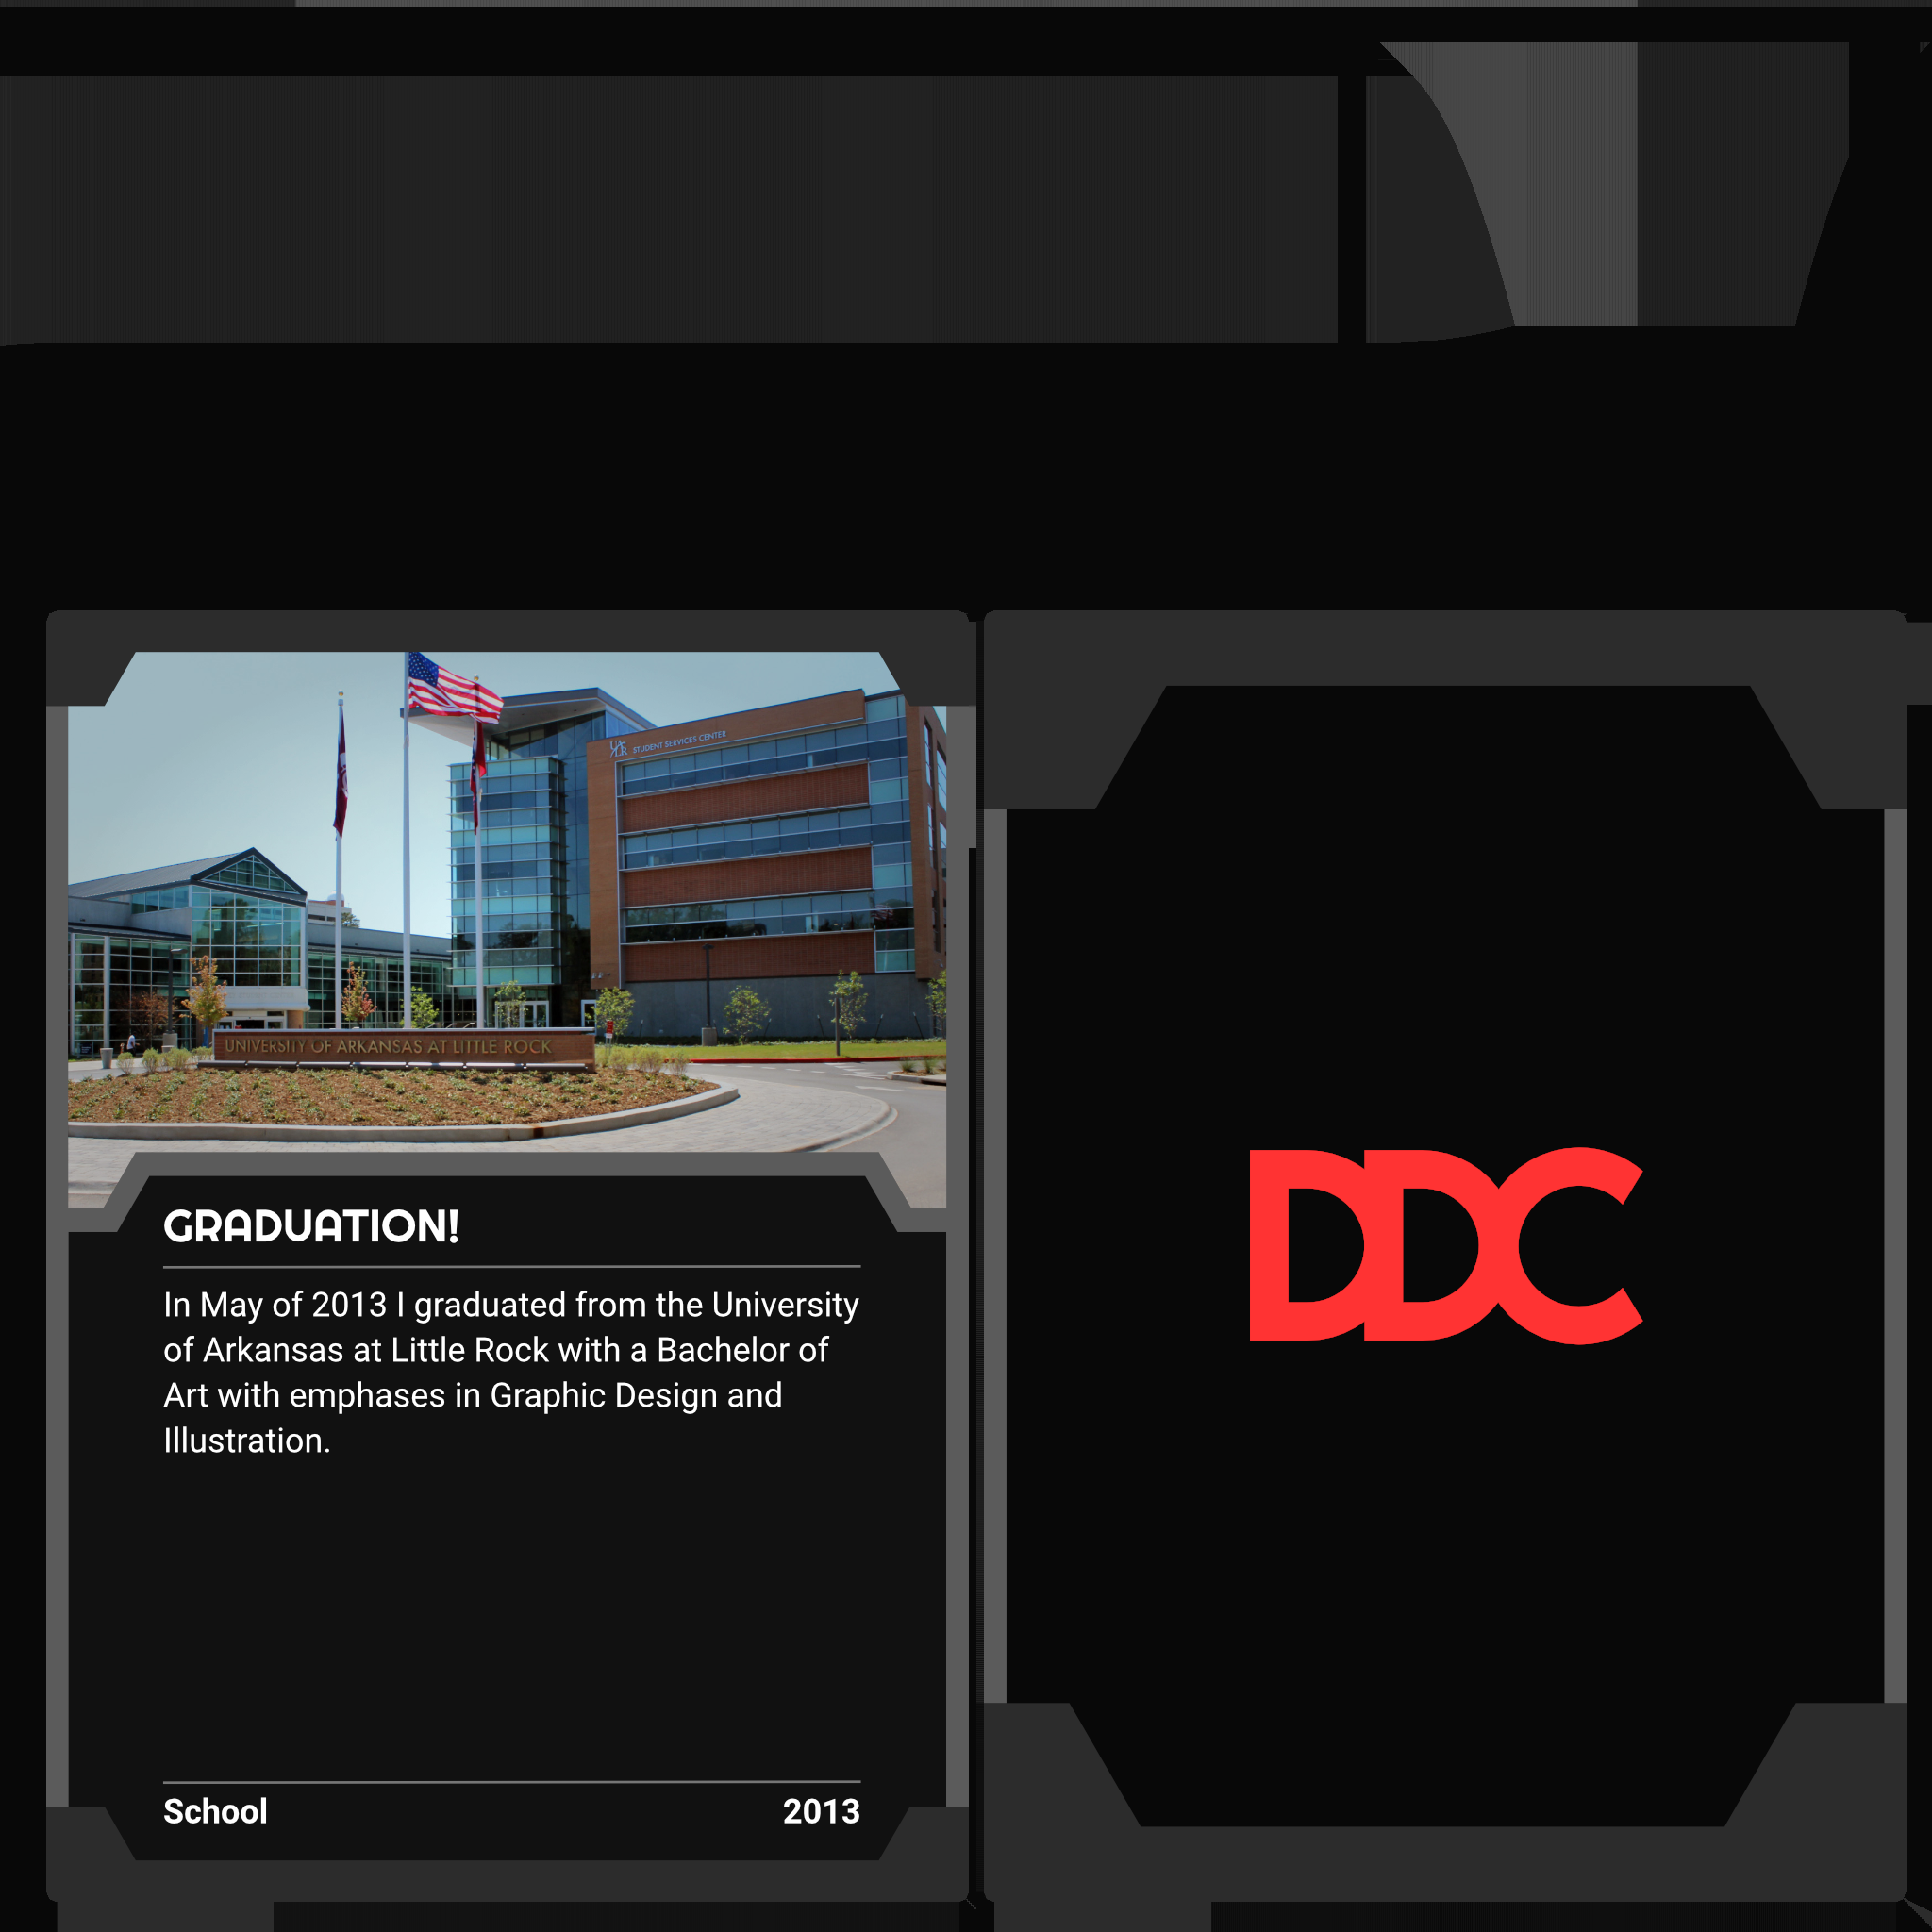 UALR STUDENT SERVICES CENTER
UNIVERSITY OF ARKANSAS AT LITTLE ROCK
GRADUATION!
In May of 2013 I graduated from the University
of Arkansas at Little Rock with a Bachelor of
Art with emphases in Graphic Design and
Illustration.
School 2013
DDC